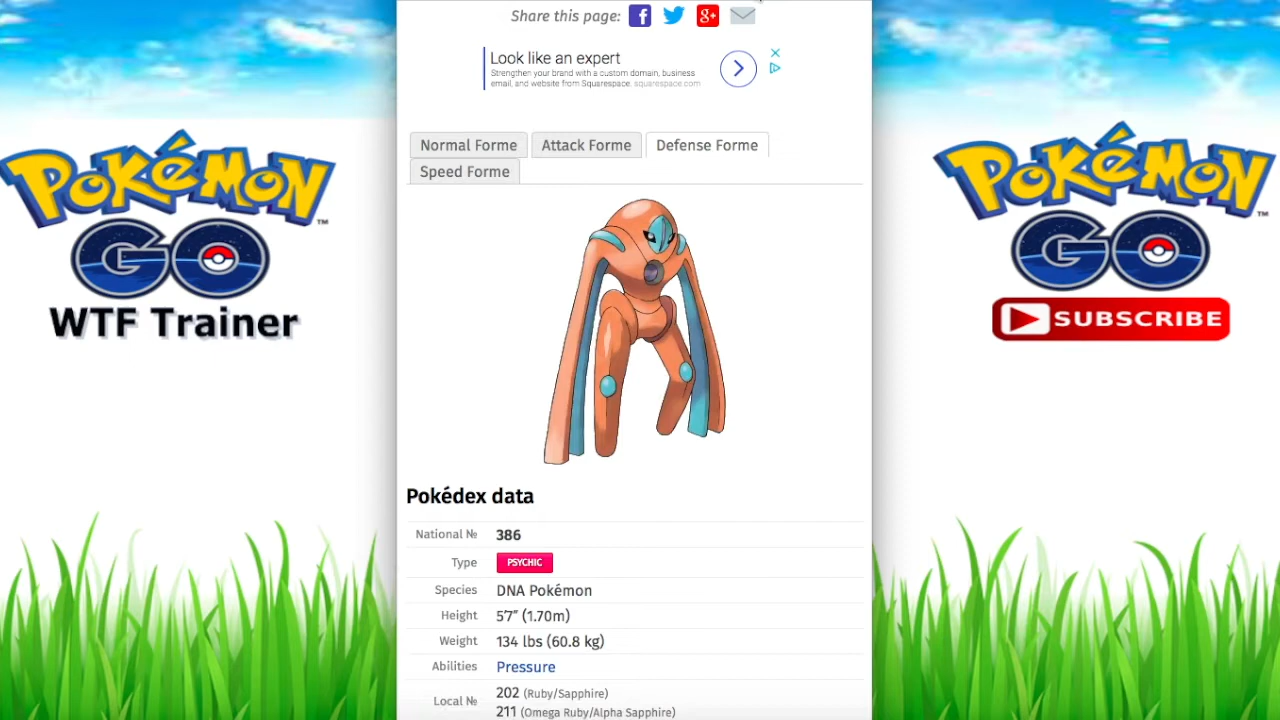 Share this page:
Look like an expert
Strengthen your brand with a custom domain, business
email, and website from Squarespace. squarespace.com
Normal Forme
Attack Forme
Defense Forme
Speed Forme
POKéMON
GO
WTF Trainer
POKéMON
GO
SUBSCRIBE
Pokédex data
National № 386
Type PSYCHIC
Species DNA Pokémon
Height 5′7″ (1.70m)
Weight 134 lbs (60.8 kg)
Abilities Pressure
Local № 202 (Ruby/Sapphire)
211 (Omega Ruby/Alpha Sapphire)